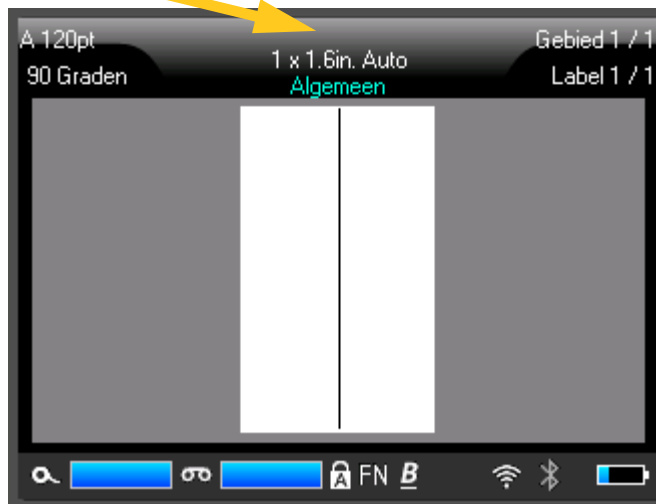 A 120pt
1 x 1.6in. Auto
Gebied 1 / 1
90 Graden
Algemeen
Label 1 / 1
A FN B